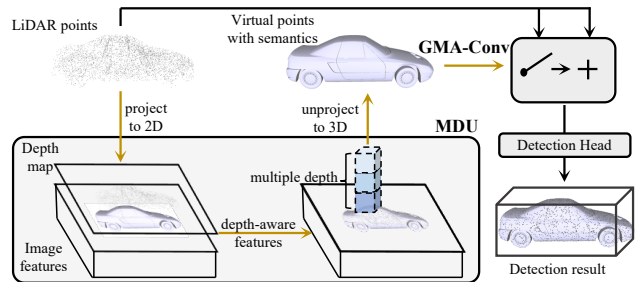 LiDAR points
Virtual points
with semantics
GMA-Conv
project
to 2D
unproject
to 3D
MDU
Depth
map
multiple depth
Detection Head
depth-aware
features
Image
features
Detection result